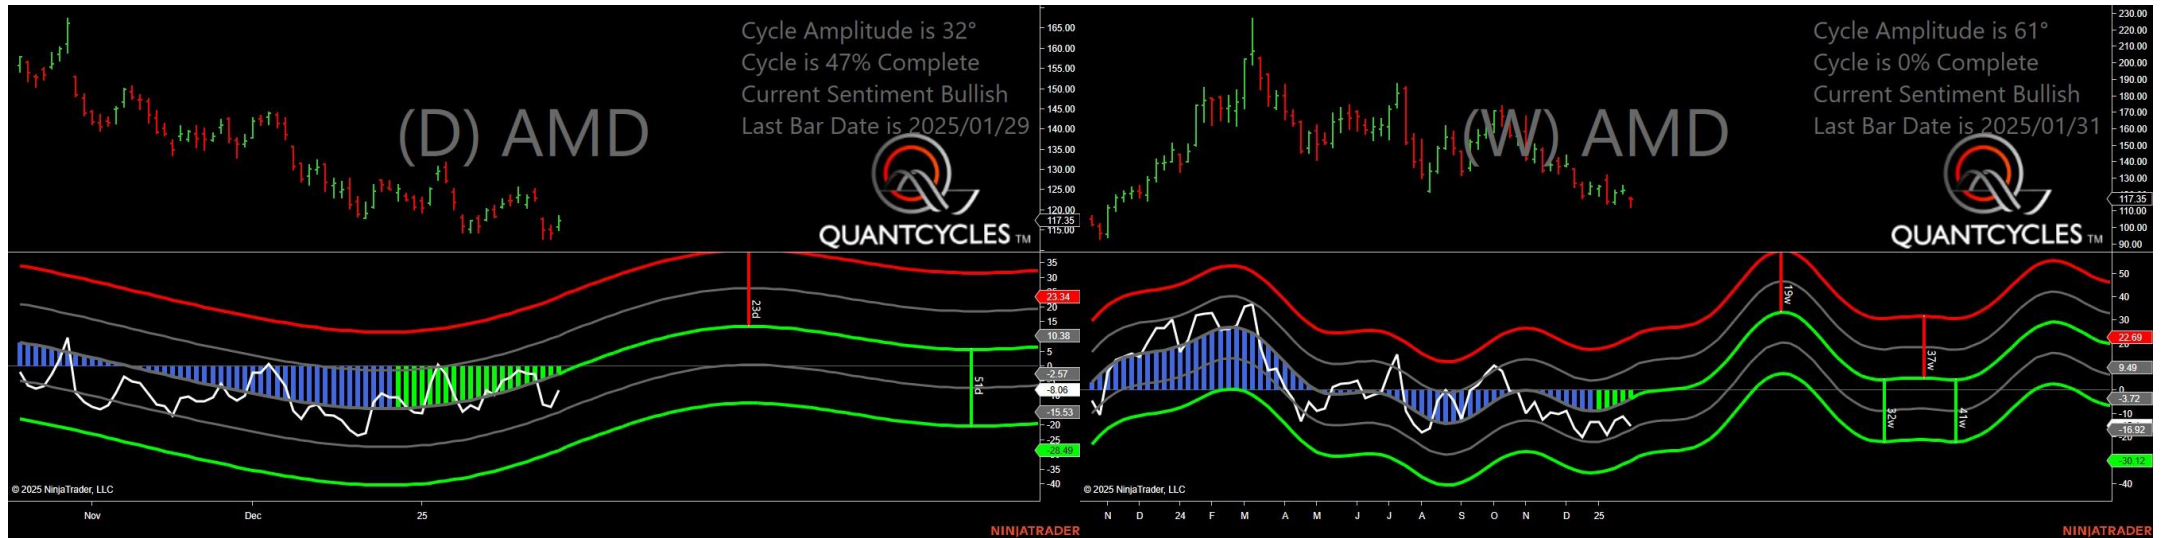 Cycle Amplitude is 32°
Cycle is 47% Complete
Current Sentiment Bullish
Last Bar Date is 2025/01/29
(D) AMD
QUANTCYCLES TM
165.00
160.00
155.00
150.00
145.00
140.00
135.00
130.00
125.00
120.00
117.35
115.00
35
30
23.34
20
15
10.38
5
-2.57
-8.06
-15.53
-20
-25
-28.49
-35
-40
23d
51d
© 2025 NinjaTrader, LLC
Nov
Dec
25
NINJATRADER
Cycle Amplitude is 61°
Cycle is 0% Complete
Current Sentiment Bullish
Last Bar Date is 2025/01/31
(W) AMD
QUANTCYCLES TM
230.00
220.00
210.00
200.00
190.00
180.00
170.00
160.00
150.00
140.00
130.00
117.35
110.00
100.00
90.00
50
40
30
22.69
9.49
0
-3.72
-10
-16.92
-30.12
-40
19w
37w
32w
41w
© 2025 NinjaTrader, LLC
N D 24 F M A M J J A S O N D 25
NINJATRADER